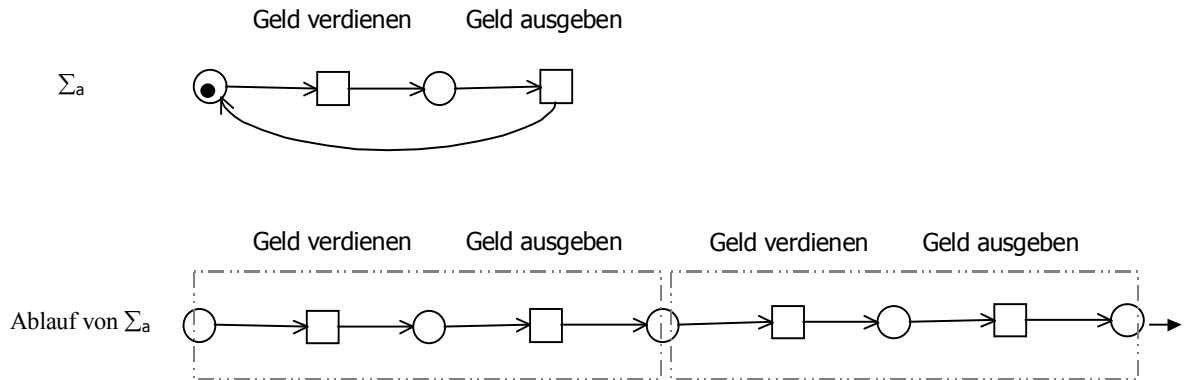 Geld verdienen Geld ausgeben
Σa
Geld verdienen Geld ausgeben Geld verdienen Geld ausgeben
Ablauf von Σa